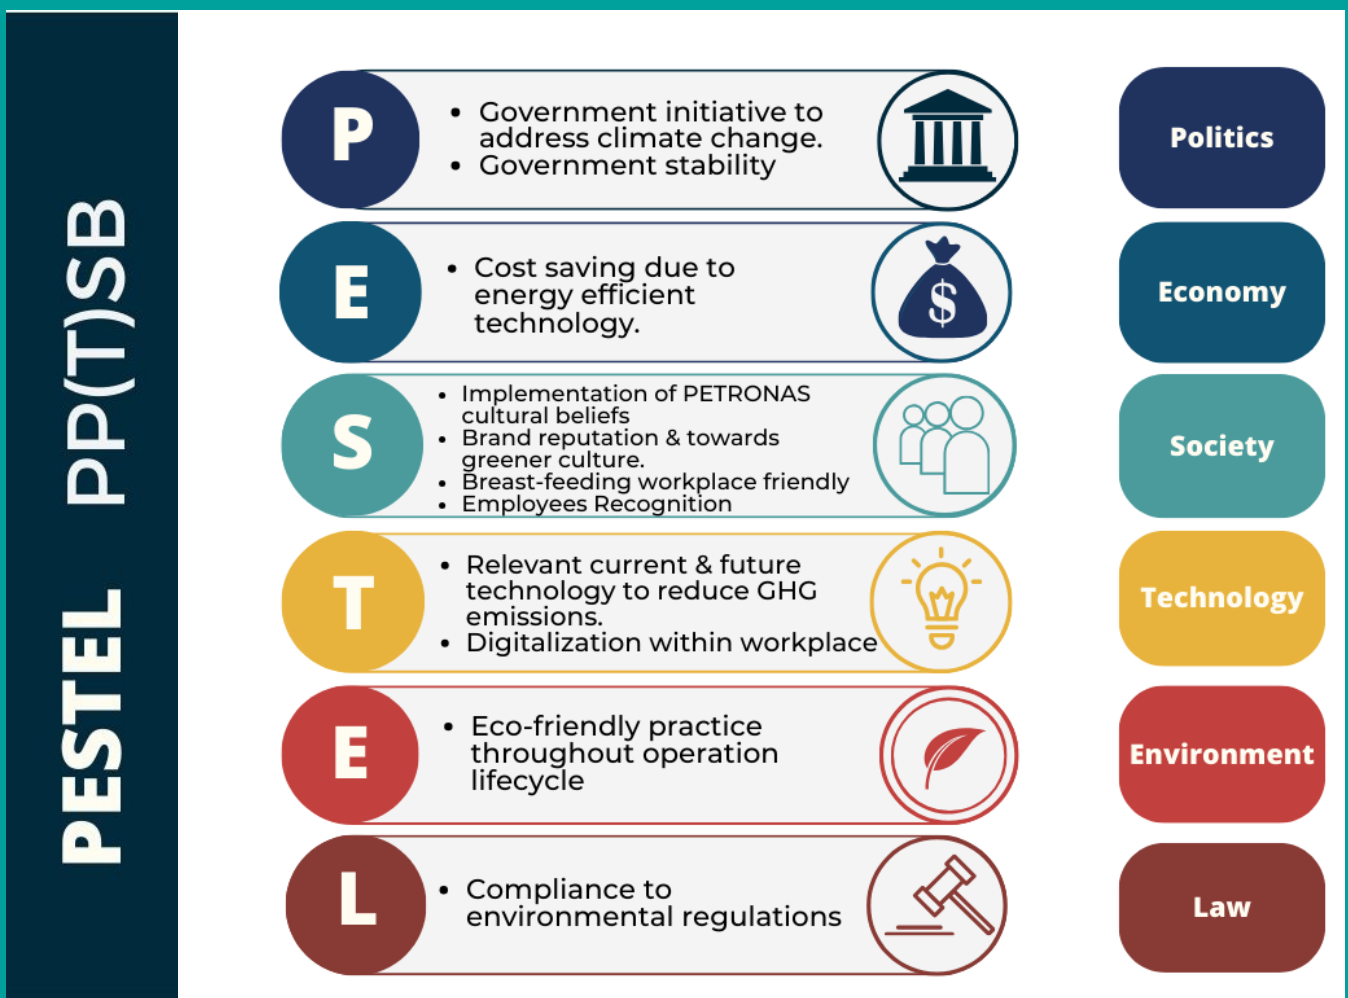 PESTEL PP(T)SB
P
• Government initiative to
address climate change.
• Government stability
Politics
E
• Cost saving due to
energy efficient
technology.
$
Economy
S
• Implementation of PETRONAS
cultural beliefs
• Brand reputation & towards
greener culture.
• Breast-feeding workplace friendly
• Employees Recognition
Society
T
• Relevant current & future
technology to reduce GHG
emissions.
• Digitalization within workplace
Technology
E
• Eco-friendly practice
throughout operation
lifecycle
Environment
L
• Compliance to
environmental regulations
Law